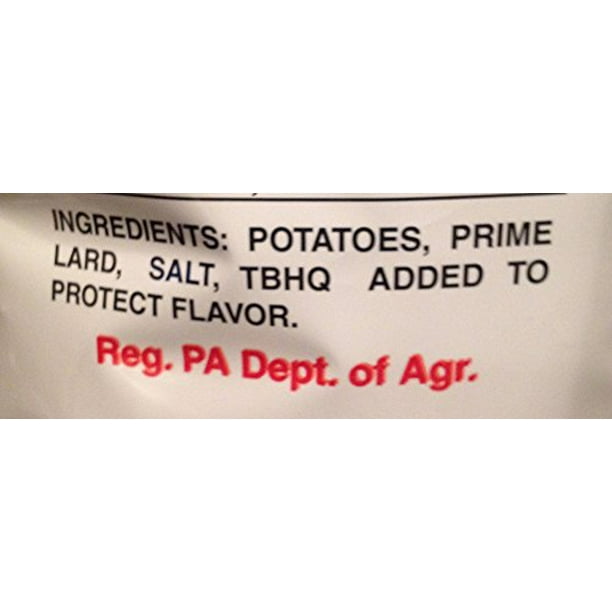 INGREDIENTS: POTATOES, PRIME
LARD, SALT, TBHQ ADDED TO
PROTECT FLAVOR.
Reg. PA Dept. of Agr.